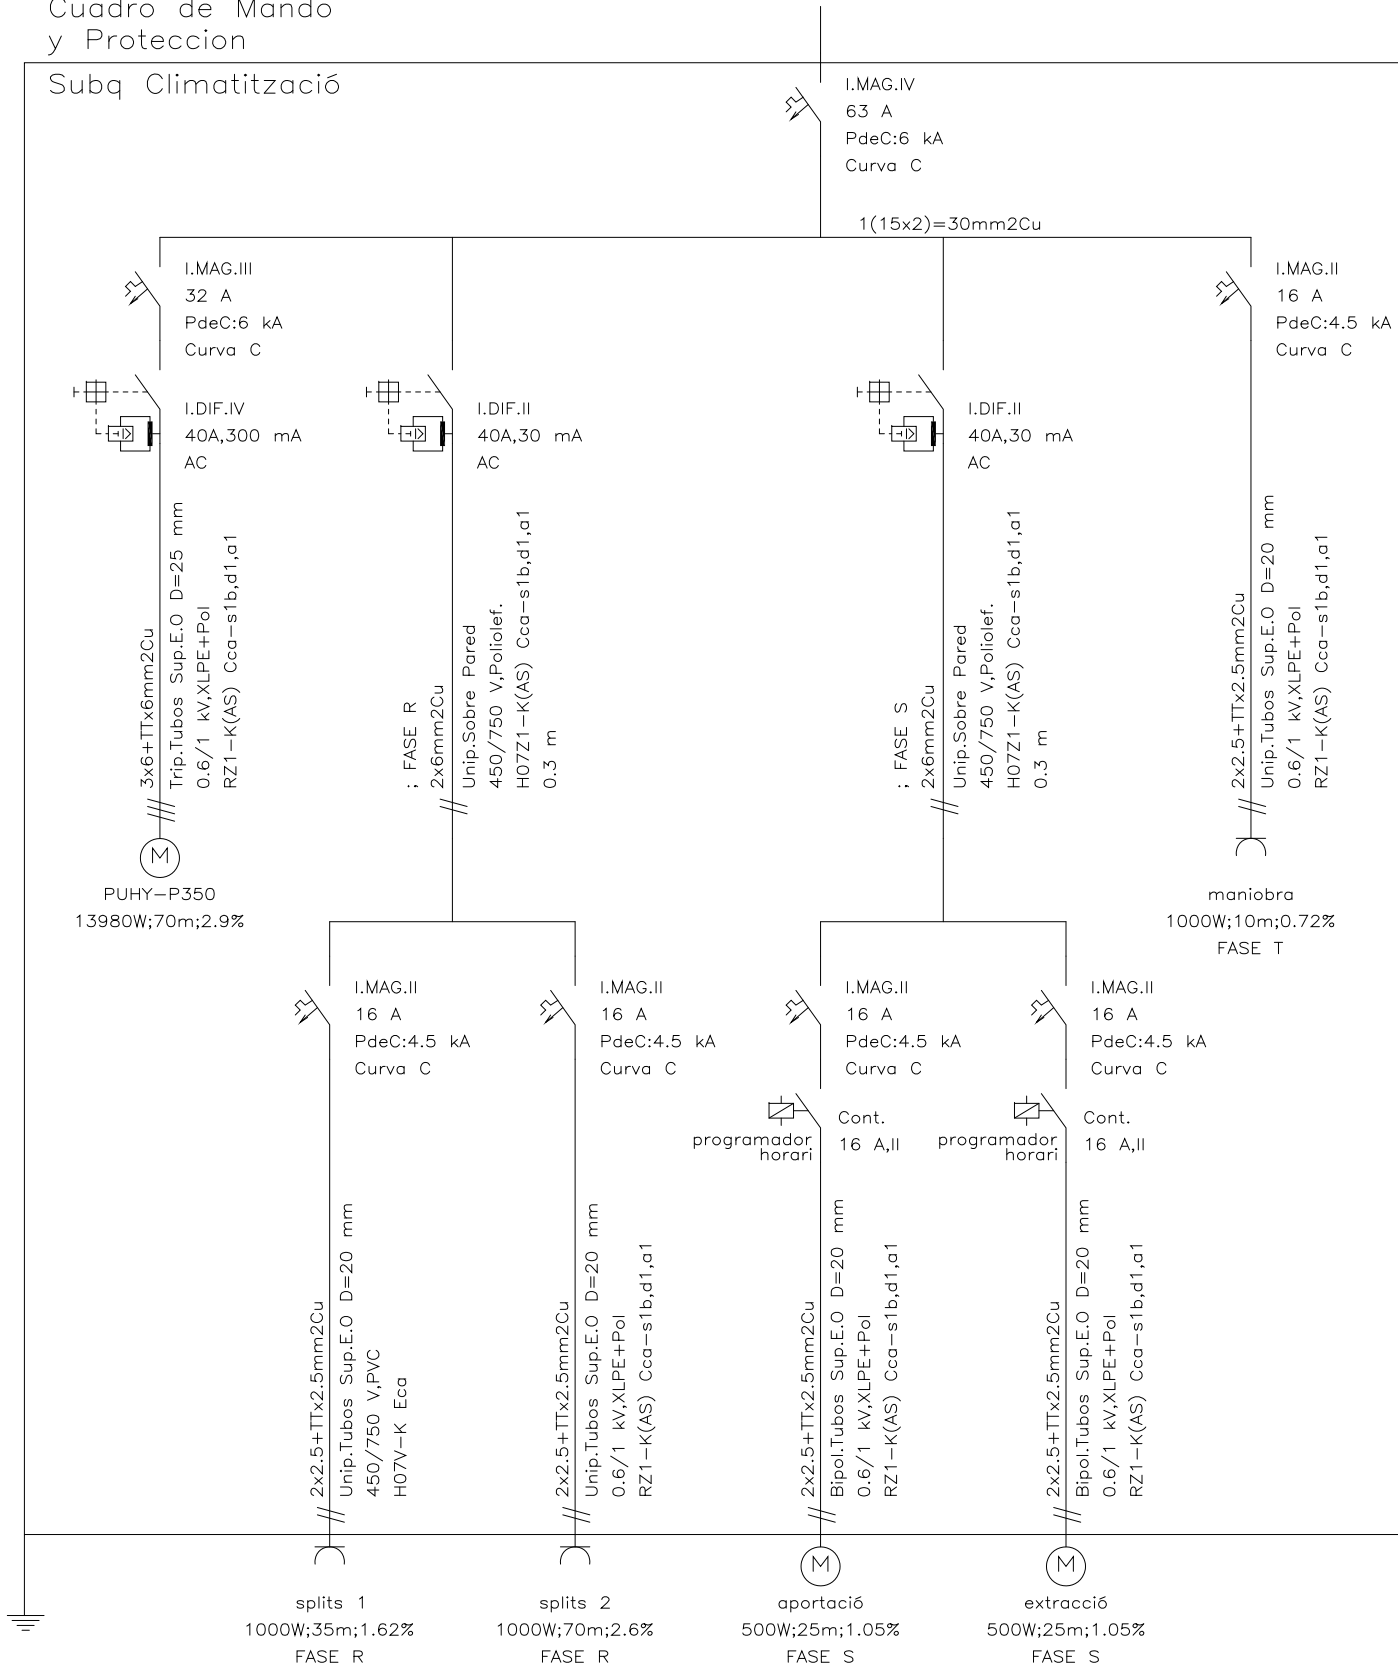 Cuadro de Mando
y Proteccion
Subq Climatització
I.MAG.IV
63 A
PdeC:6 kA
Curva C
1(15x2)=30mm2Cu
I.MAG.III
32 A
PdeC:6 kA
Curva C
I.MAG.II
16 A
PdeC:4.5 kA
Curva C
I.DIF.IV
40A,300 mA
AC
I.DIF.II
40A,30 mA
AC
I.DIF.II
40A,30 mA
AC
3x6+TTx6mm2Cu
Trip.Tubos Sup.E.O D=25 mm
0.6/1 kV,XLPE+Pol
RZ1-K(AS) Cca-s1b,d1,a1
; FASE R
2x6mm2Cu
Unip.Sobre Pared
450/750 V,Poliolef.
H07Z1-K(AS) Cca-s1b,d1,a1
0.3 m
; FASE S
2x6mm2Cu
Unip.Sobre Pared
450/750 V,Poliolef.
H07Z1-K(AS) Cca-s1b,d1,a1
0.3 m
2x2.5+TTx2.5mm2Cu
Unip.Tubos Sup.E.O D=20 mm
0.6/1 kV,XLPE+Pol
RZ1-K(AS) Cca-s1b,d1,a1
M
PUHY-P350
13980W;70m;2.9%
maniobra
1000W;10m;0.72%
FASE T
I.MAG.II
16 A
PdeC:4.5 kA
Curva C
I.MAG.II
16 A
PdeC:4.5 kA
Curva C
I.MAG.II
16 A
PdeC:4.5 kA
Curva C
I.MAG.II
16 A
PdeC:4.5 kA
Curva C
programador
horari
Cont.
16 A,II
programador
horari
Cont.
16 A,II
2x2.5+TTx2.5mm2Cu
Unip.Tubos Sup.E.O D=20 mm
450/750 V,PVC
H07V-K Eca
2x2.5+TTx2.5mm2Cu
Unip.Tubos Sup.E.O D=20 mm
0.6/1 kV,XLPE+Pol
RZ1-K(AS) Cca-s1b,d1,a1
2x2.5+TTx2.5mm2Cu
Bipol.Tubos Sup.E.O D=20 mm
0.6/1 kV,XLPE+Pol
RZ1-K(AS) Cca-s1b,d1,a1
2x2.5+TTx2.5mm2Cu
Bipol.Tubos Sup.E.O D=20 mm
0.6/1 kV,XLPE+Pol
RZ1-K(AS) Cca-s1b,d1,a1
splits 1
1000W;35m;1.62%
FASE R
splits 2
1000W;70m;2.6%
FASE R
M
aportació
500W;25m;1.05%
FASE S
M
extracció
500W;25m;1.05%
FASE S